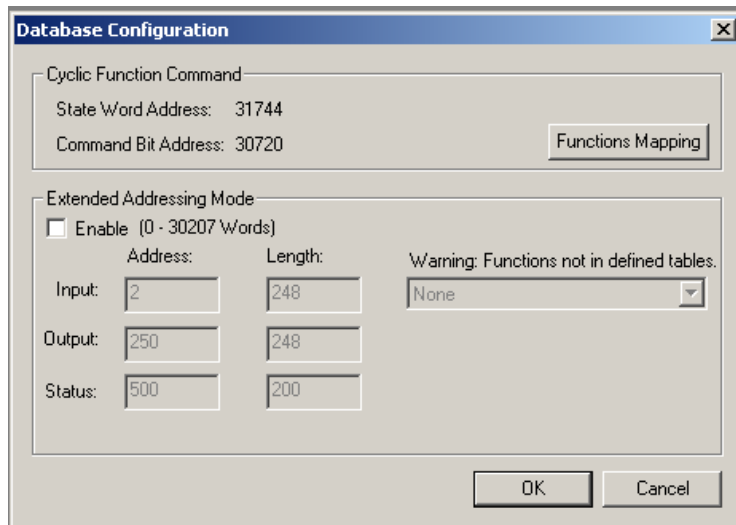 Database Configuration
Cyclic Function Command
State Word Address: 31744
Command Bit Address: 30720
Functions Mapping
Extended Addressing Mode
Enable (0 - 30207 Words)
Address: Length:
Warning: Functions not in defined tables.
Input: 2 248 None
Output: 250 248
Status: 500 200
OK Cancel